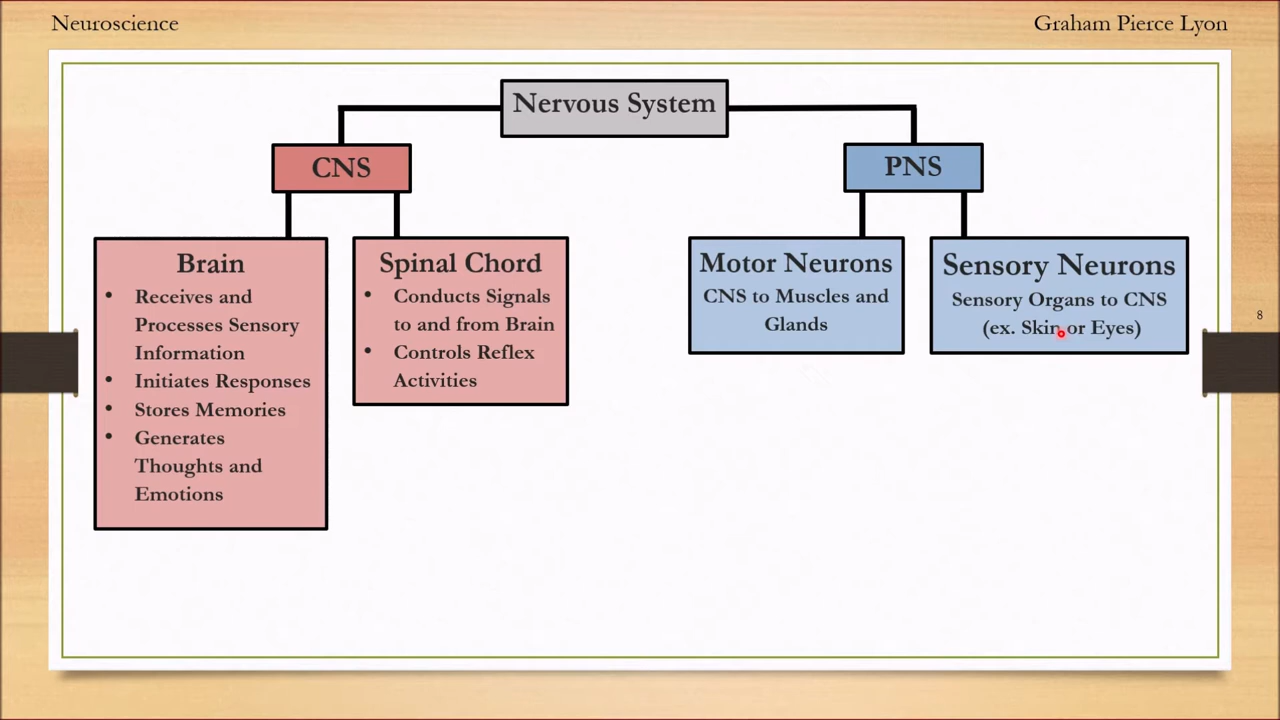 Neuroscience
Graham Pierce Lyon
Nervous System
CNS
PNS
Brain
• Receives and
Processes Sensory
Information
• Initiates Responses
• Stores Memories
• Generates
Thoughts and
Emotions
Spinal Chord
• Conducts Signals
to and from Brain
• Controls Reflex
Activities
Motor Neurons
CNS to Muscles and
Glands
Sensory Neurons
Sensory Organs to CNS
(ex. Skin or Eyes)
8